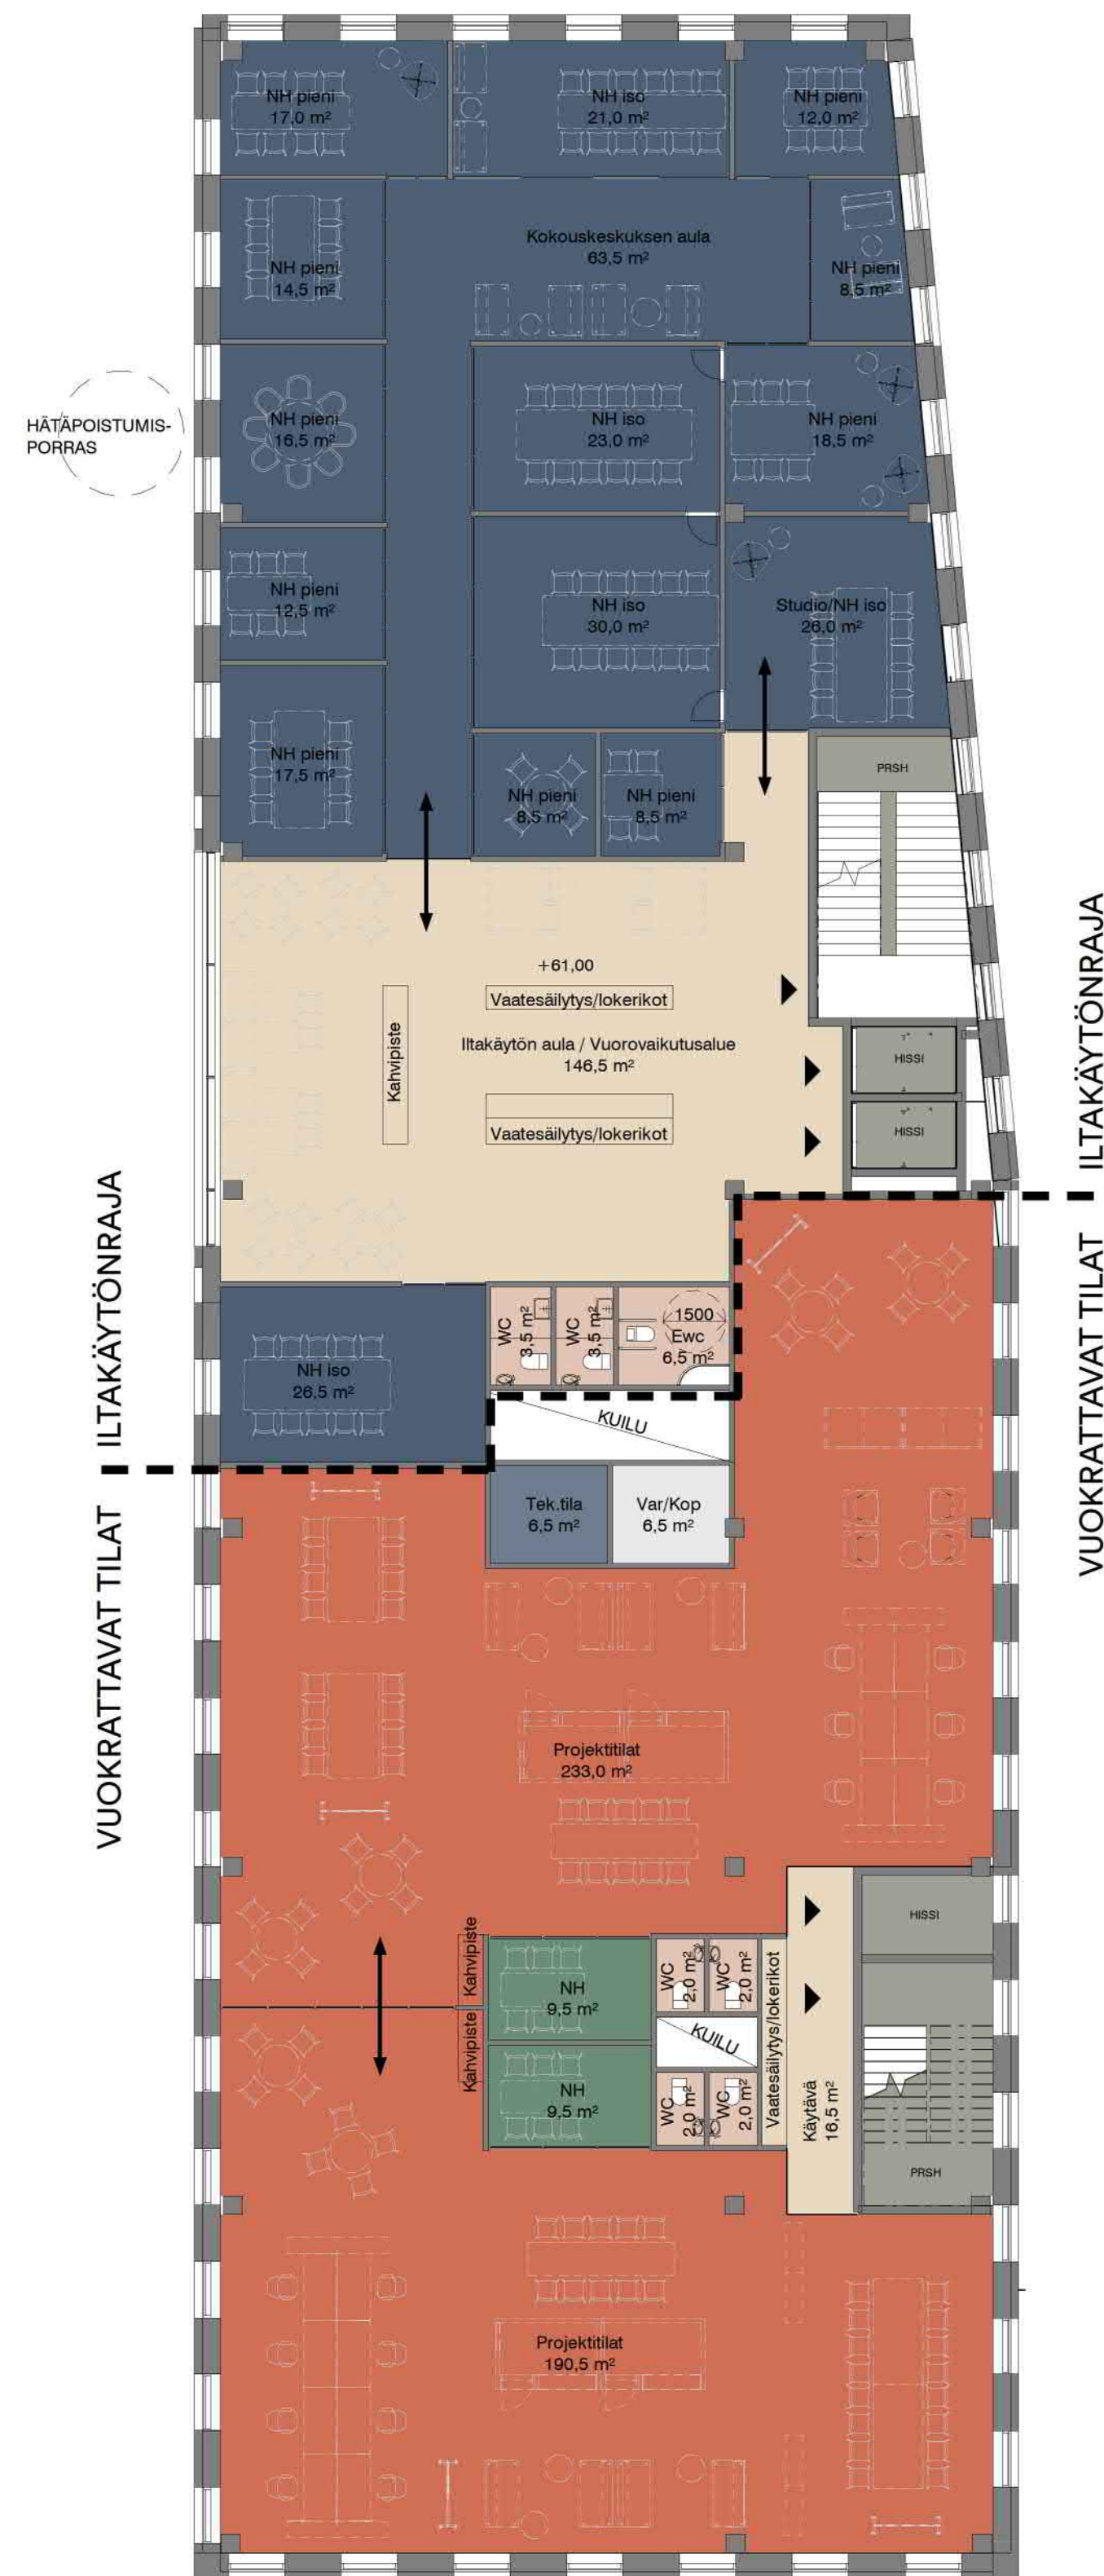 NH pieni
17,0 m²
NH iso
21,0 m²
NH pieni
12,0 m²
Kokouskeskuksen aula
63,5 m²
NH pieni
14,5 m²
NH pieni
8,5 m²
HÄTÄPOISTUMIS-
PORRAS
NH pieni
16,5 m²
NH iso
23,0 m²
NH pieni
18,5 m²
NH pieni
12,5 m²
NH iso
30,0 m²
Studio/NH iso
26,0 m²
NH pieni
17,5 m²
NH pieni
8,5 m²
NH pieni
8,5 m²
PRSH
+61,00
Vaatesäilytys/lokerikot
Kahvipiste
Iltakäytön aula / Vuorovaikutusalue
146,5 m²
Vaatesäilytys/lokerikot
HISSI
HISSI
ILTAKÄYTÖNRAJA
VUOKRATTAVAT TILAT
ILTAKÄYTÖNRAJA
VUOKRATTAVAT TILAT
NH iso
26,5 m²
WC
3,5 m²
WC
3,5 m²
1500
Ewc
6,5 m²
KUILU
Tek.tila
6,5 m²
Var/Kop
6,5 m²
Projektitilat
233,0 m²
Kahvipiste
Kahvipiste
NH
9,5 m²
NH
9,5 m²
WC
2,0 m²
WC
2,0 m²
KUILU
WC
2,0 m²
WC
2,0 m²
Vaatesäilytys/lokerikot
Käytävä
16,5 m²
HISSI
PRSH
Projektitilat
190,5 m²